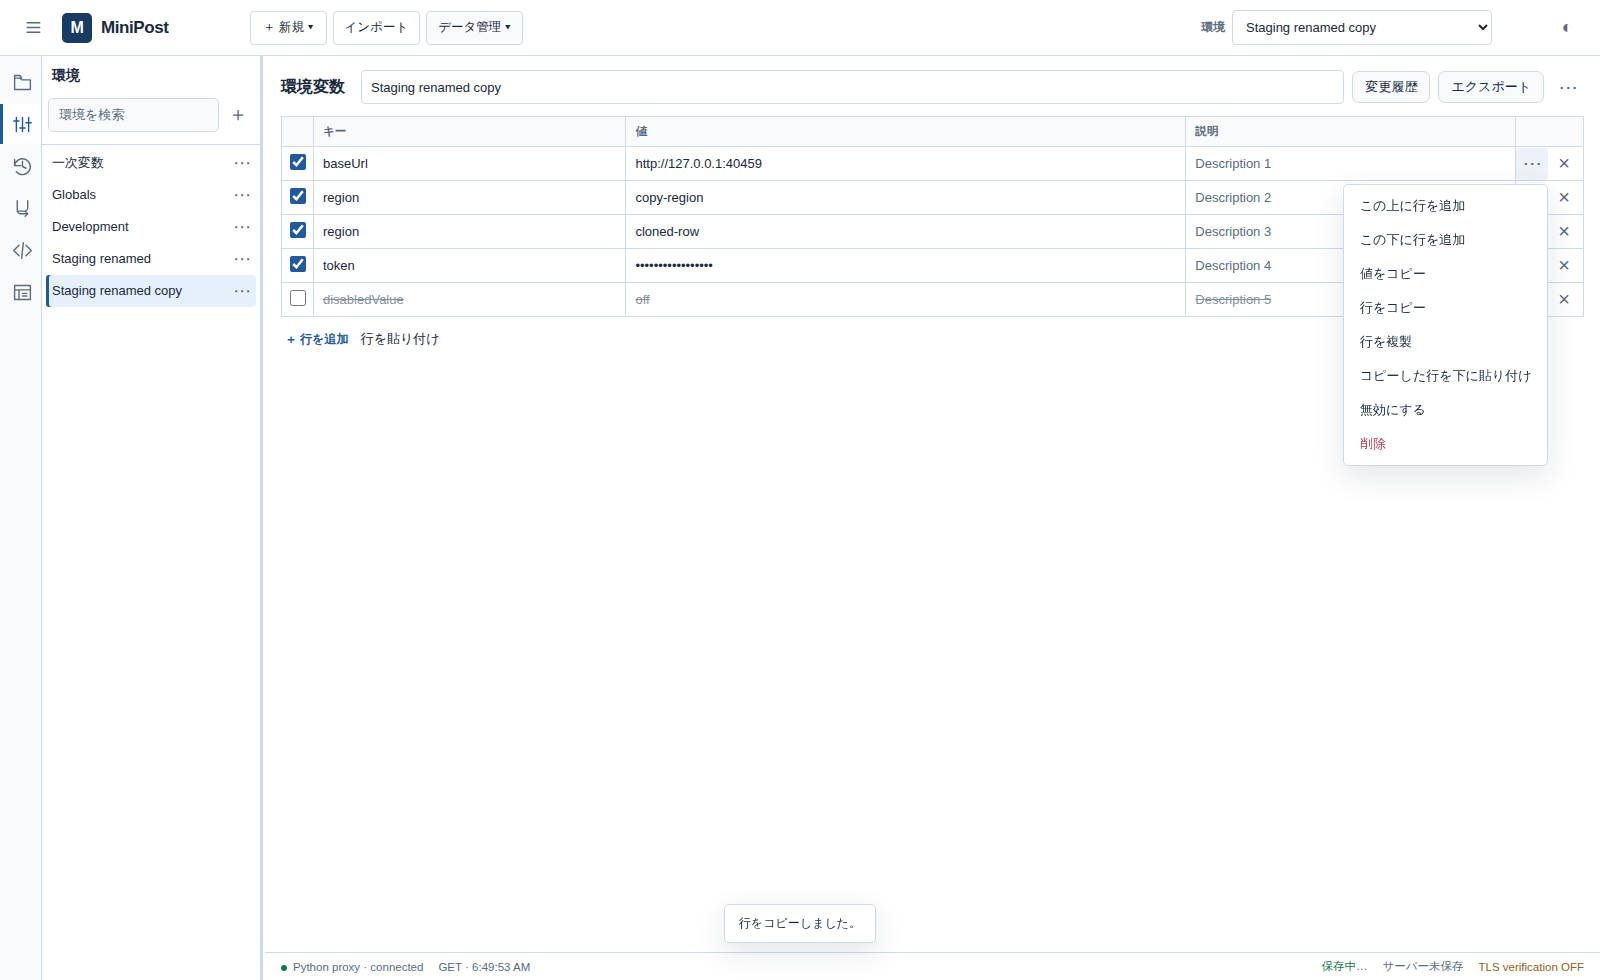 M MiniPost ＋ 新規 ▾ インポート データ管理 ▾ 環境 Staging renamed copy
環境
環境を検索 ＋
一次変数 ···
Globals ···
Development ···
Staging renamed ···
Staging renamed copy ···
環境変数 Staging renamed copy 変更履歴 エクスポート ···
キー 値 説明
baseUrl http://127.0.0.1:40459 Description 1 ··· ×
region copy-region Description 2 ×
region cloned-row Description 3 ×
token ••••••••••••••••• Description 4 ×
disabledValue off Description 5 ×
＋ 行を追加 行を貼り付け
この上に行を追加
この下に行を追加
値をコピー
行をコピー
行を複製
コピーした行を下に貼り付け
無効にする
削除
行をコピーしました。
Python proxy · connected GET · 6:49:53 AM 保存中… サーバー未保存 TLS verification OFF